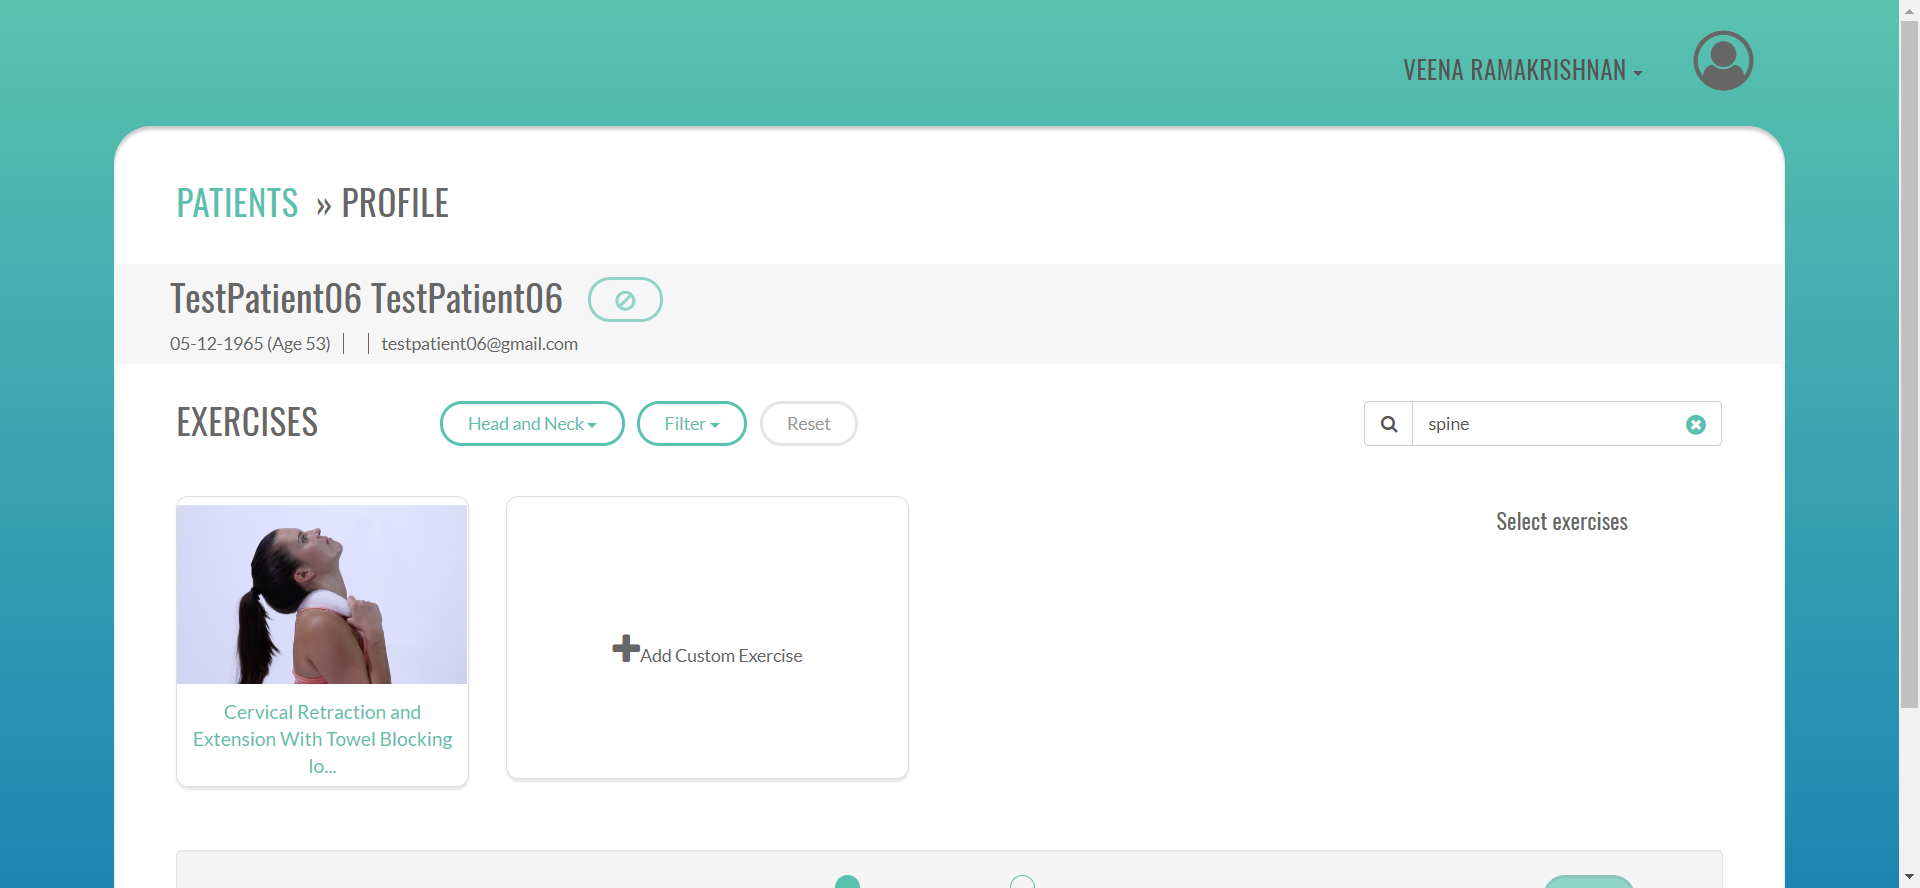 VEENA RAMAKRISHNAN
PATIENTS » PROFILE
TestPatient06 TestPatient06
05-12-1965 (Age 53) | | testpatient06@gmail.com
EXERCISES
Head and Neck
Filter
Reset
spine
Select exercises
Add Custom Exercise
Cervical Retraction and
Extension With Towel Blocking
lo...